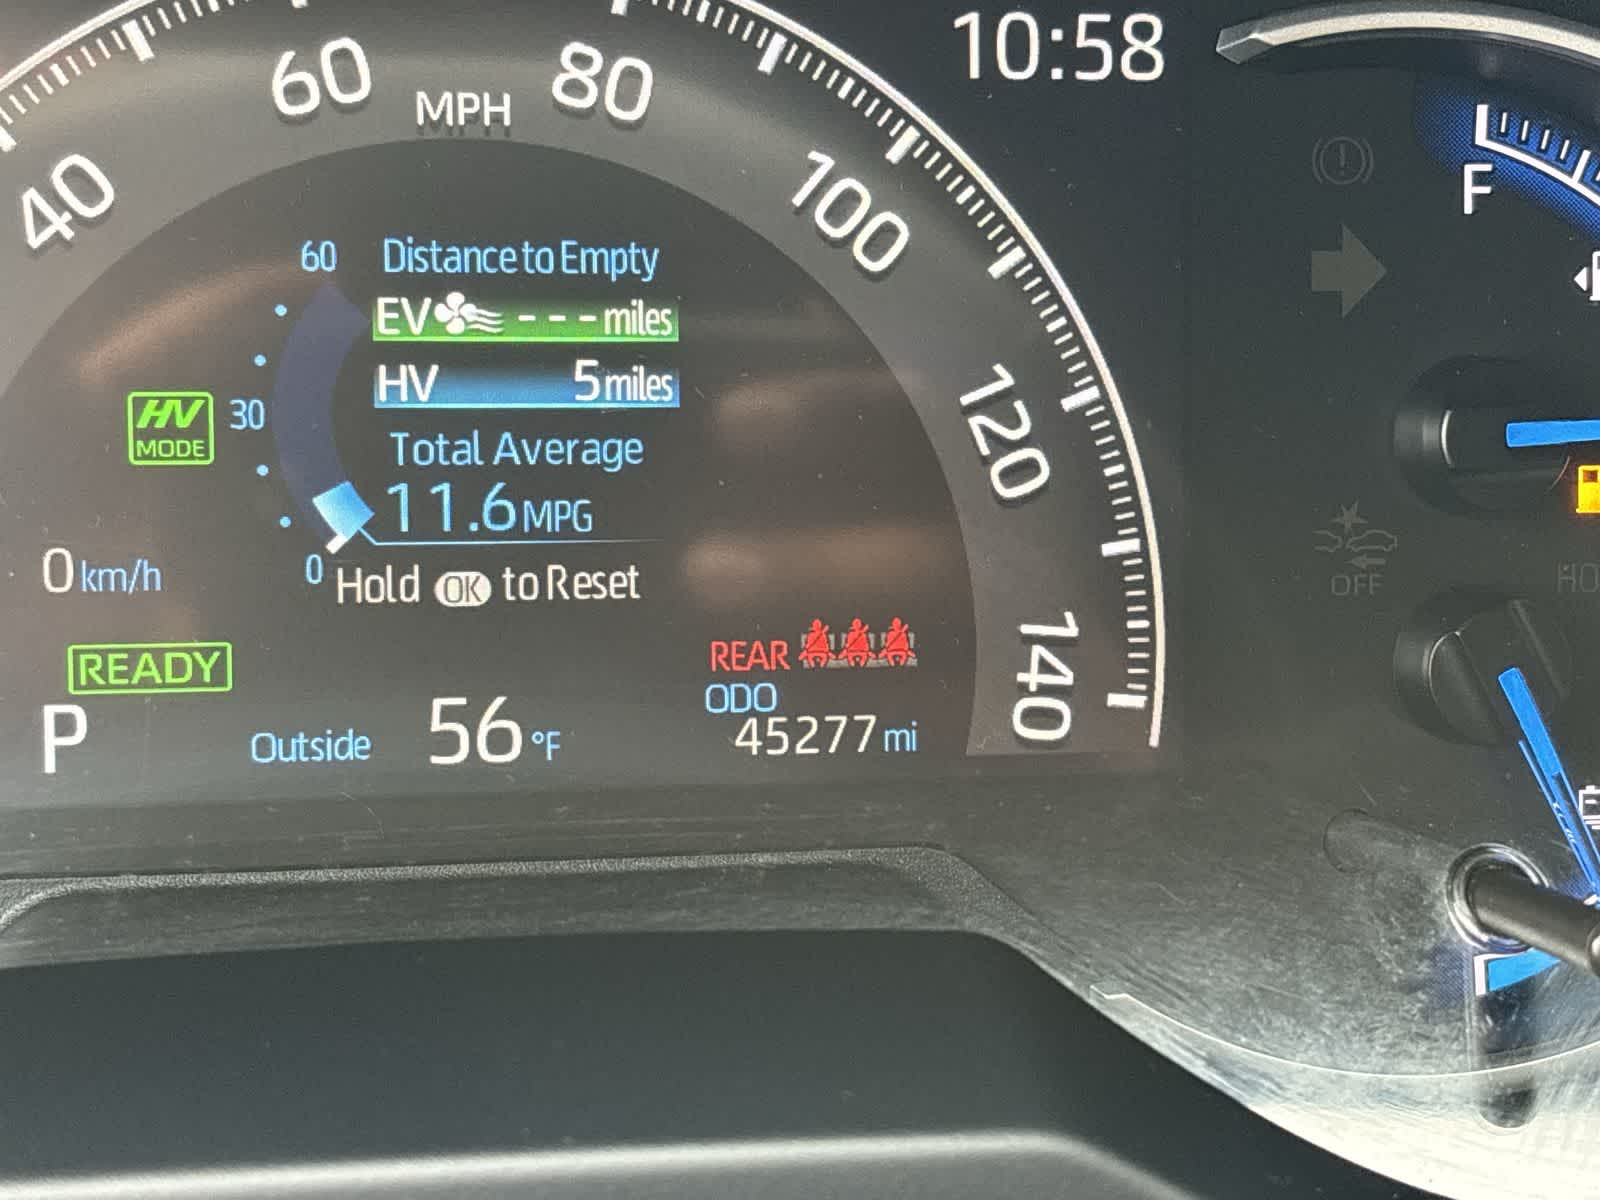 10:58
60
MPH
80
40
100
120
140
F
60
Distance to Empty
EV - - - miles
HV 5 miles
HV
MODE
30
Total Average
11.6 MPG
0
Hold OK to Reset
0 km/h
READY
P
Outside 56 °F
REAR
ODO
45277 mi
OFF